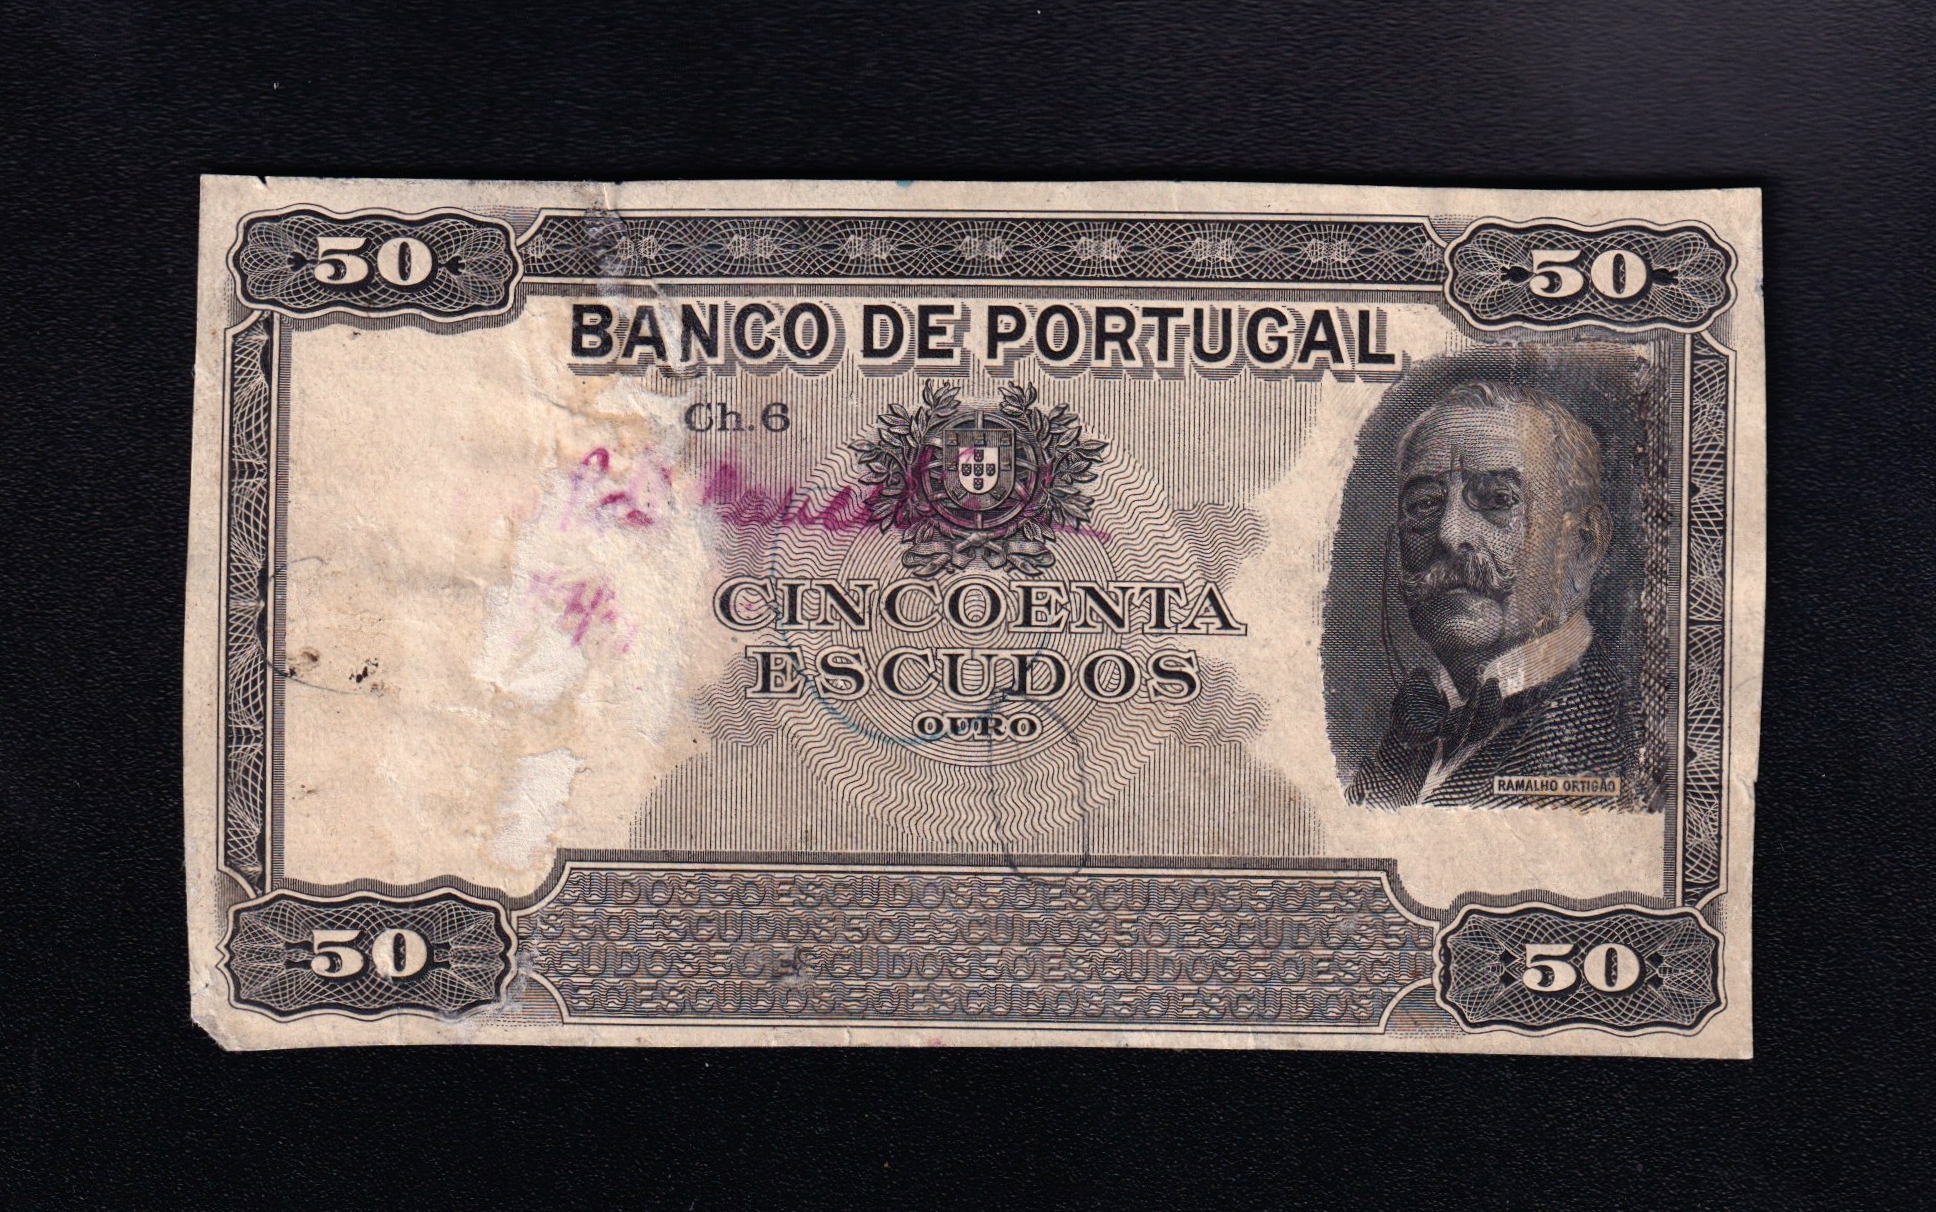 50 50
BANCO DE PORTUGAL
Ch. 6
CINCOENTA
ESCUDOS
OURO
RAMALHO ORTIGÃO
50 50